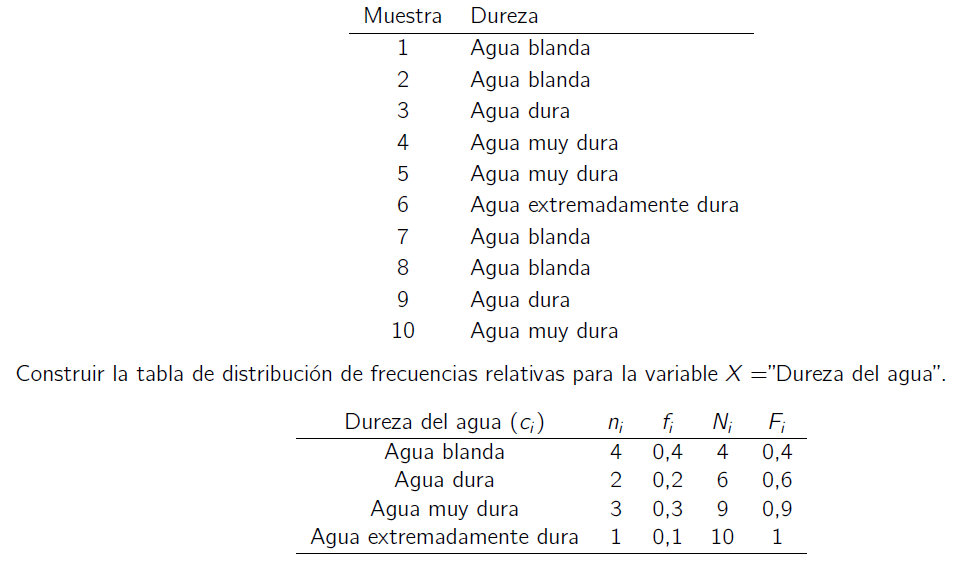 Muestra Dureza
1 Agua blanda
2 Agua blanda
3 Agua dura
4 Agua muy dura
5 Agua muy dura
6 Agua extremadamente dura
7 Agua blanda
8 Agua blanda
9 Agua dura
10 Agua muy dura
Construir la tabla de distribución de frecuencias relativas para la variable X =”Dureza del agua”.
Dureza del agua (c_i) n_i f_i N_i F_i
Agua blanda 4 0,4 4 0,4
Agua dura 2 0,2 6 0,6
Agua muy dura 3 0,3 9 0,9
Agua extremadamente dura 1 0,1 10 1